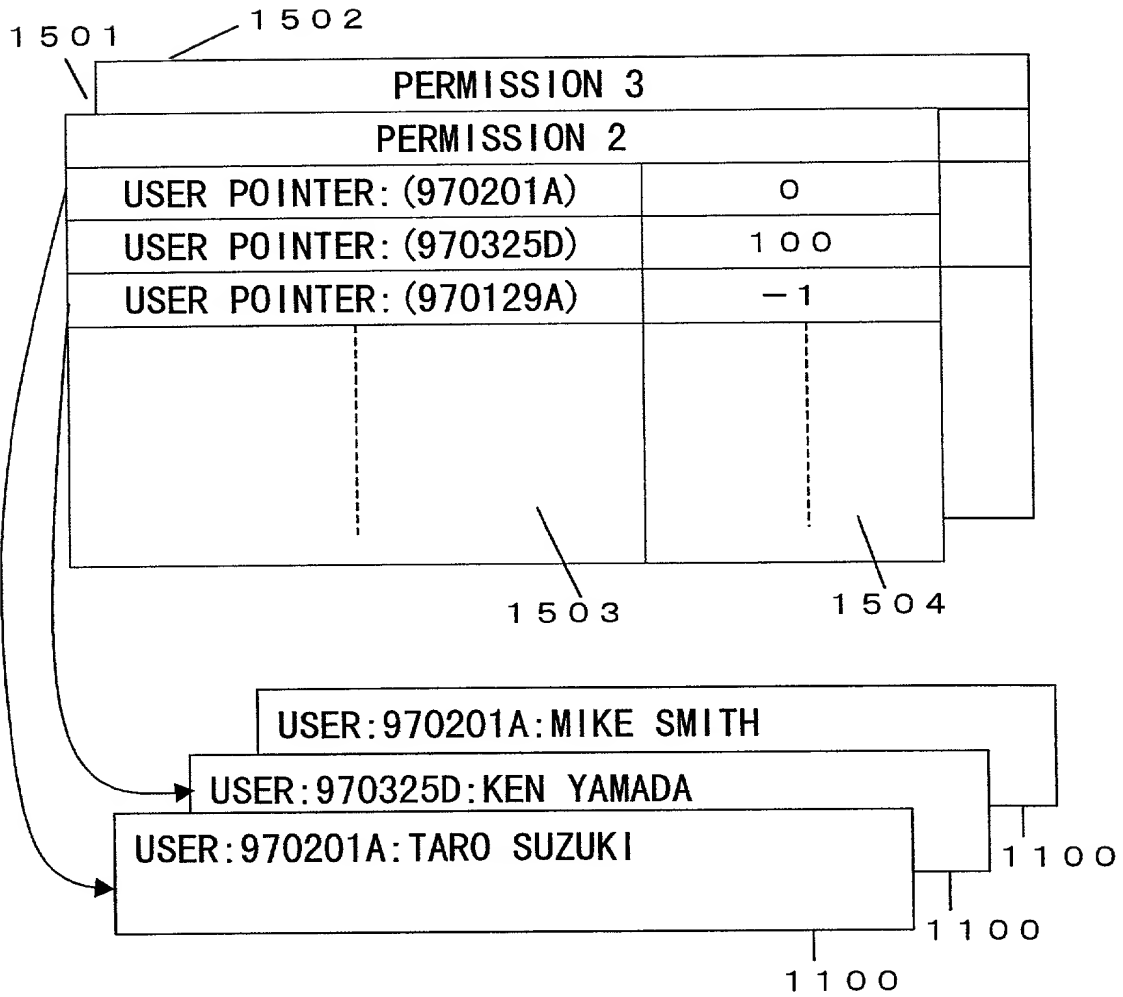 1502
1501
PERMISSION 3
PERMISSION 2
USER POINTER:(970201A) 0
USER POINTER:(970325D) 100
USER POINTER:(970129A) −1
1503
1504
USER:970201A:MIKE SMITH
USER:970325D:KEN YAMADA
USER:970201A:TARO SUZUKI
1100
1100
1100